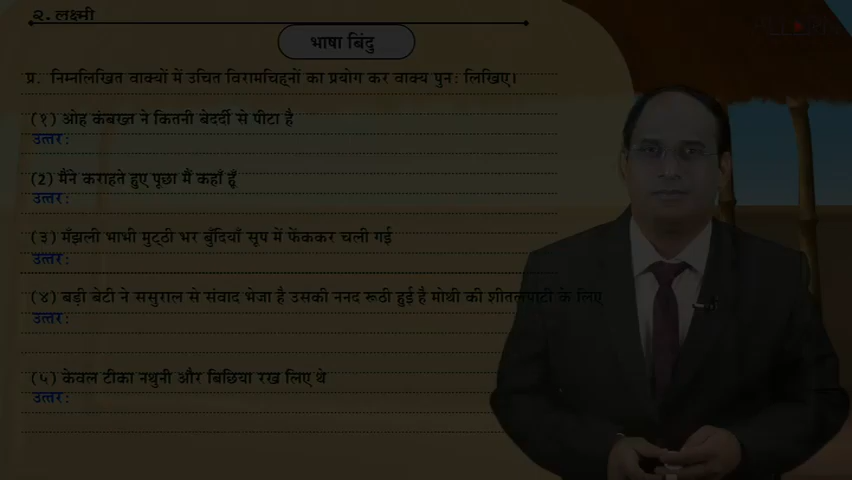 २. लक्ष्मी
भाषा बिंदु
प्र. निम्नलिखित वाक्यों में उचित विरामचिह्नों का प्रयोग कर वाक्य पुनः लिखिए।
(१) ओह कंबख्त ने कितनी बेदर्दी से पीटा है
उत्तर:
(2) मैंने कराहते हुए पूछा मैं कहाँ हूँ
उत्तर:
(३) मँझली भाभी मुट्ठी भर बुँदियाँ सूप में फेंककर चली गई
उत्तर:
(४) बड़ी बेटी ने ससुराल से संवाद भेजा है उसकी ननद रूठी हुई है मोथी की शीतलपाटी के लिए
उत्तर:
(५) केवल टीका नथुनी और बिछिया रख लिए थे
उत्तर: